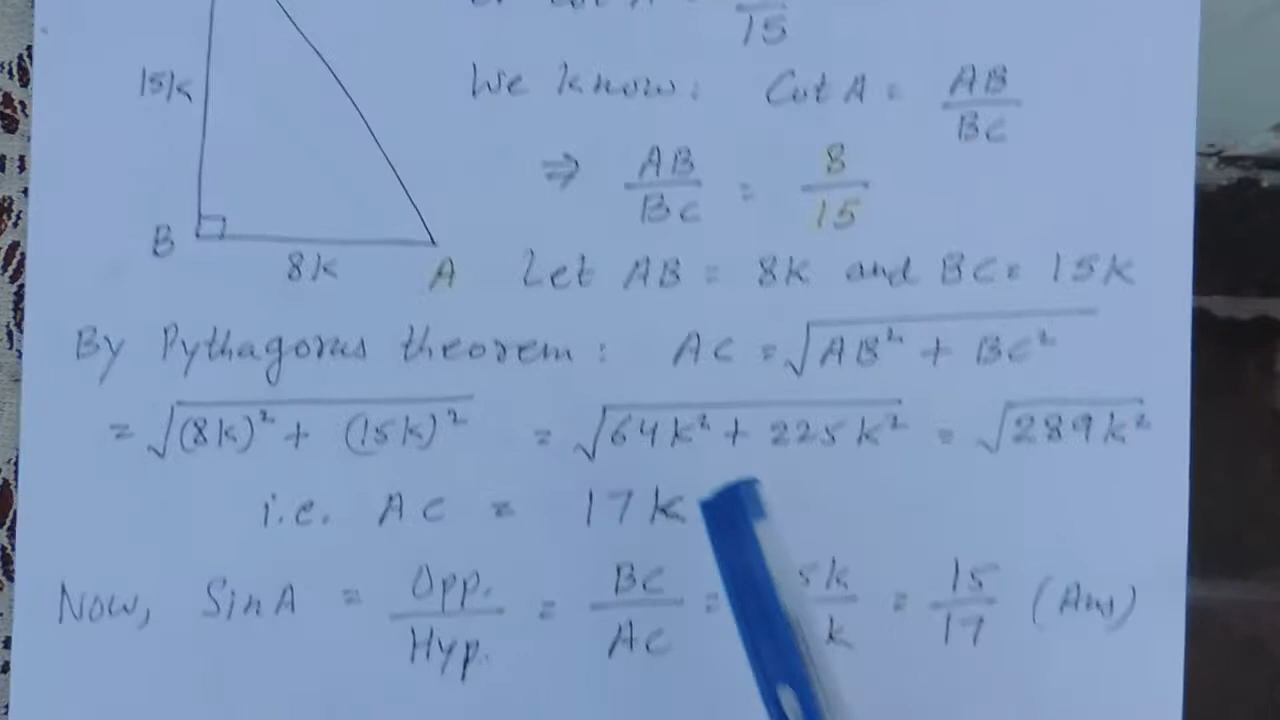 15
15k
We know: Cot A = AB/BC
⇒ AB/BC = 8/15
B
8k
A
Let AB = 8k and BC = 15k
By Pythagorus theorem: AC = √(AB² + BC²)
= √((8k)² + (15k)²) = √(64k² + 225k²) = √(289k²)
i.e. AC = 17k
Now, Sin A = Opp./Hyp. = BC/AC = 5k/k = 15/17 (Ans)